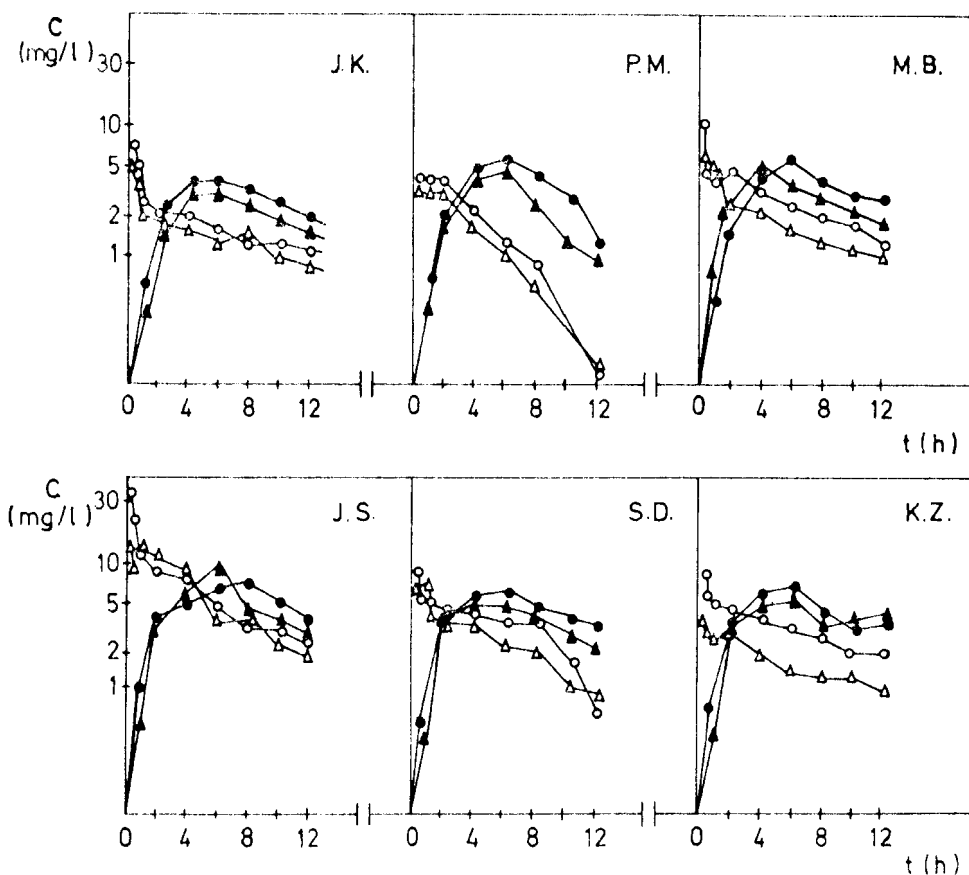 C
(mg/l)
J.K.
P.M.
M.B.
30
10
5
2
1
0 4 8 12
0 4 8 12
0 4 8 12
t(h)
C
(mg/l)
J.S.
S.D.
K.Z.
30
10
5
2
1
0 4 8 12
0 4 8 12
0 4 8 12
t(h)